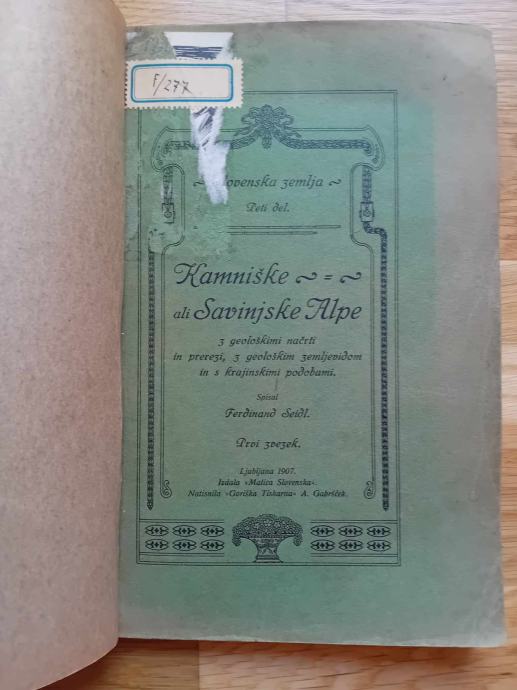 F/277
Slovenska zemlja
Peti del.
Kamniške =
ali Savinjske Alpe
z geološkimi načrti
in prerezi, z geološkim zemljevidom
in s krajinskimi podobami.
Spisal
Ferdinand Seidl.
Prvi zvezek.
Ljubljana 1907.
Izdala »Matica Slovenska«.
Natisnila »Goriška Tiskarna« A. Gabršček.